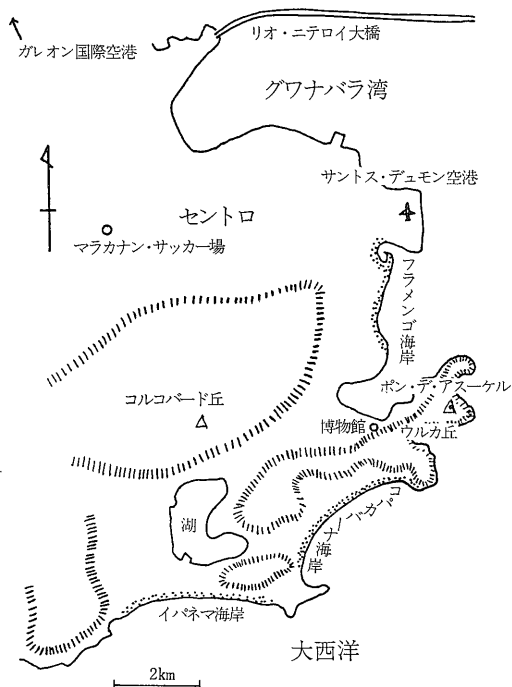 リオ・ニテロイ大橋
ガレオン国際空港
グワナバラ湾
サントス・デュモン空港
セントロ
マラカナン・サッカー場
フラメンゴ海岸
ポン・デ・アスーケル
コルコバード丘
博物館
ウルカ丘
コパカバーナ海岸
湖
イパネマ海岸
大西洋
2km